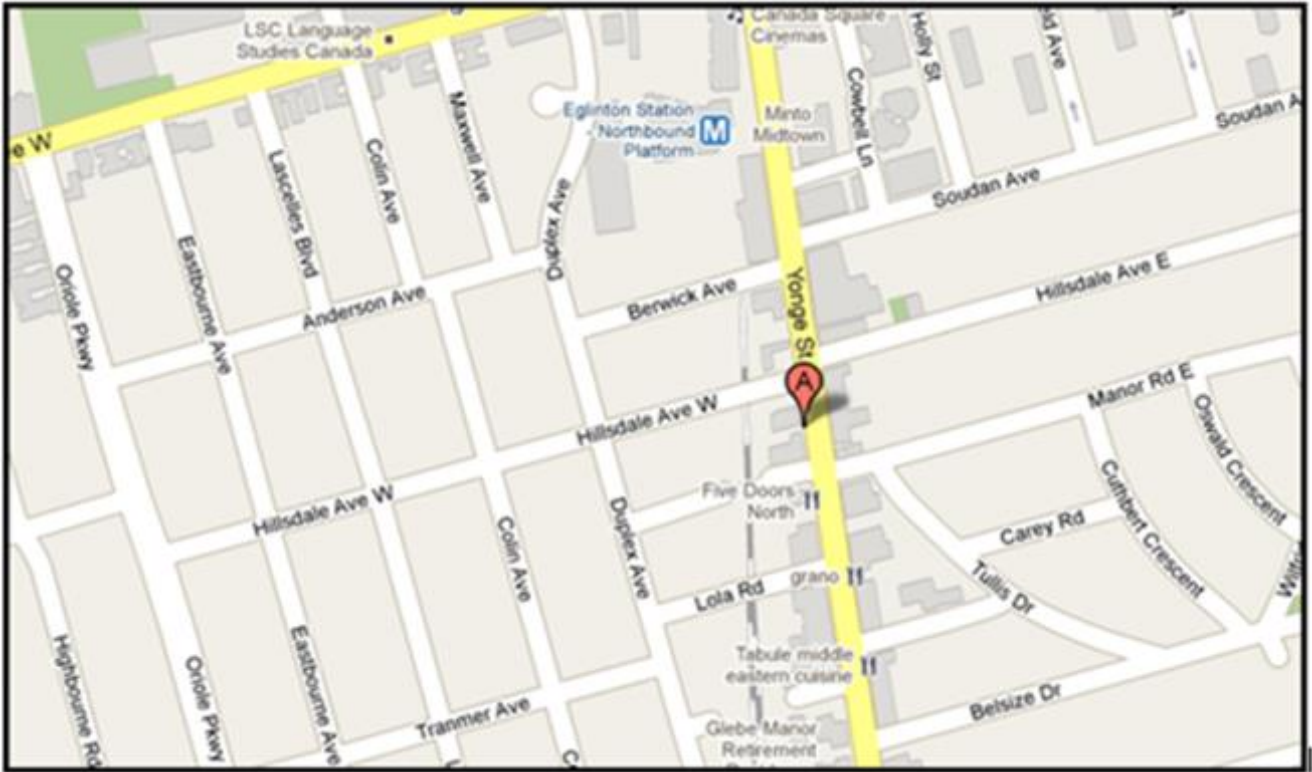 LSC Language
Studies Canada
Canada Square
Cinemas
Holly St
Cowbell Ln
Maxwell Ave
Eglinton Station
Northbound
Platform
M
Minto
Midtown
Soudan A
e W
Colin Ave
Lascelles Blvd
Soudan Ave
Duplex Ave
Eastbourne Ave
Oriole Pkwy
Anderson Ave
Berwick Ave
Yonge St
Hillsdale Ave E
A
Hillsdale Ave W
Manor Rd E
Oswald Crescent
Hillsdale Ave W
Five Doors
North
Cuthbert Crescent
Carey Rd
Colin Ave
Duplex Ave
Lola Rd
grano
Tullis Dr
Highbourne Rd
Oriole Pkwy
Eastbourne Ave
Tabule middle
eastern cuisine
Tranmer Ave
Belsize Dr
Glebe Manor
Retirement